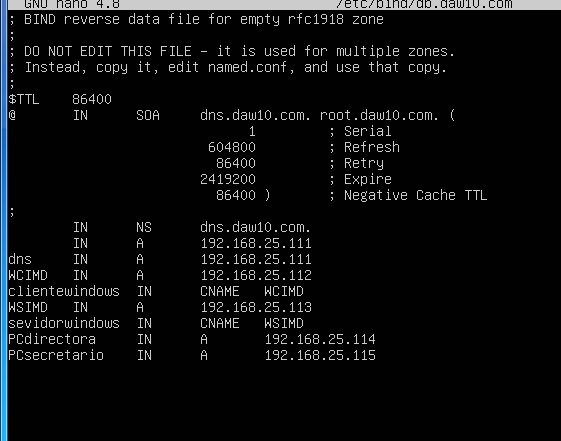 GNU nano 4.8 /etc/bind/db.daw10.com
; BIND reverse data file for empty rfc1918 zone
;
; DO NOT EDIT THIS FILE - it is used for multiple zones.
; Instead, copy it, edit named.conf, and use that copy.
;
$TTL 86400
@ IN SOA dns.daw10.com. root.daw10.com. (
1 ; Serial
604800 ; Refresh
86400 ; Retry
2419200 ; Expire
86400 ) ; Negative Cache TTL
;
IN NS dns.daw10.com.
IN A 192.168.25.111
dns IN A 192.168.25.111
WCIMD IN A 192.168.25.112
clientewindows IN CNAME WCIMD
WSIMD IN A 192.168.25.113
sevidorwindows IN CNAME WSIMD
PCdirectora IN A 192.168.25.114
PCsecretario IN A 192.168.25.115